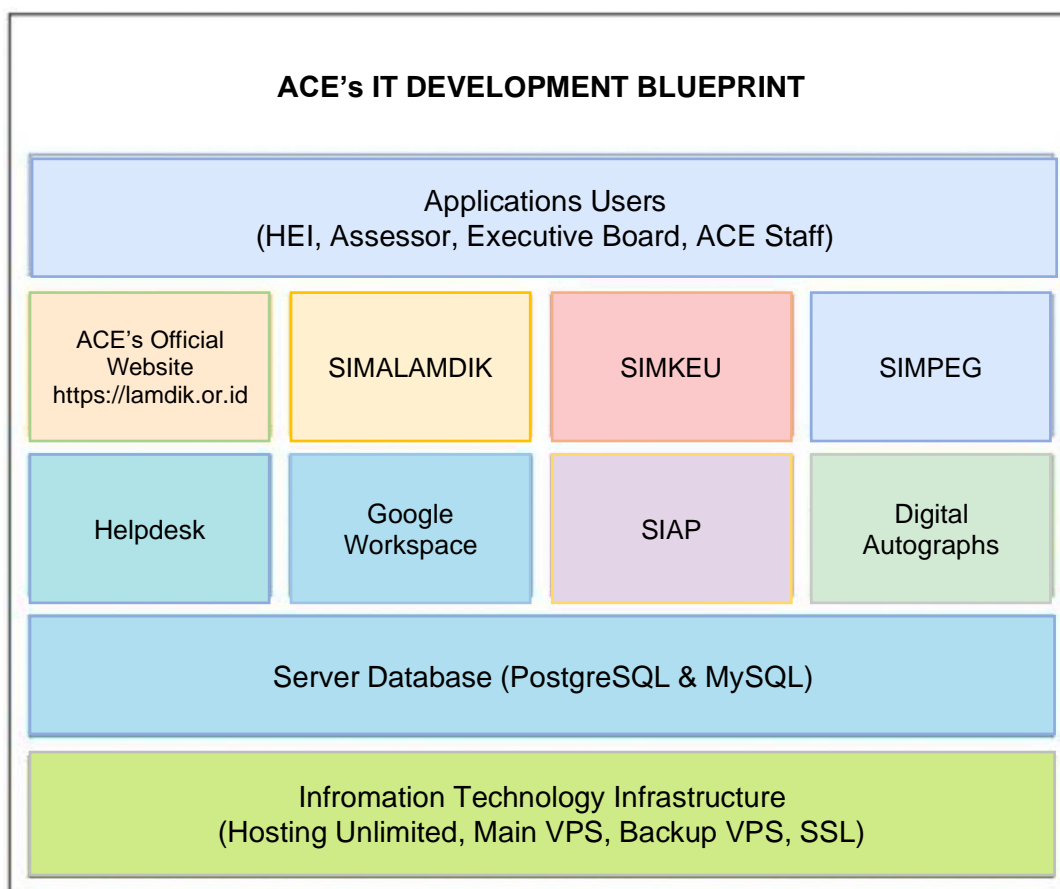 ACE’s IT DEVELOPMENT BLUEPRINT
Applications Users
(HEI, Assessor, Executive Board, ACE Staff)
ACE’s Official
Website
https://lamdik.or.id
SIMALAMDIK
SIMKEU
SIMPEG
Helpdesk
Google
Workspace
SIAP
Digital
Autographs
Server Database (PostgreSQL & MySQL)
Infromation Technology Infrastructure
(Hosting Unlimited, Main VPS, Backup VPS, SSL)